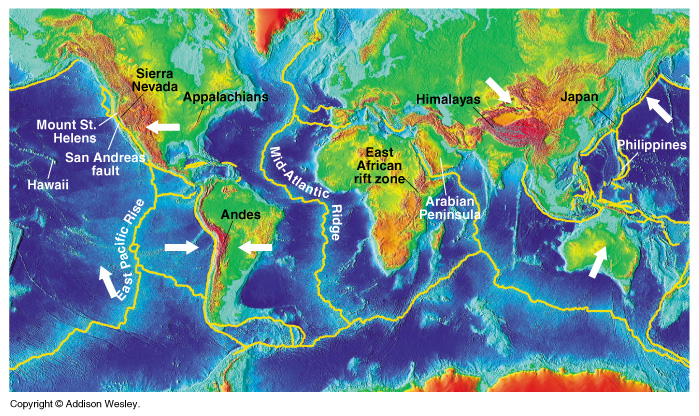 Sierra
Nevada
Appalachians
Mount St.
Helens
San Andreas
fault
Hawaii
East Pacific Rise
Andes
Mid-Atlantic
Ridge
East
African
rift zone
Arabian
Peninsula
Himalayas
Japan
Philippines
Copyright © Addison Wesley.